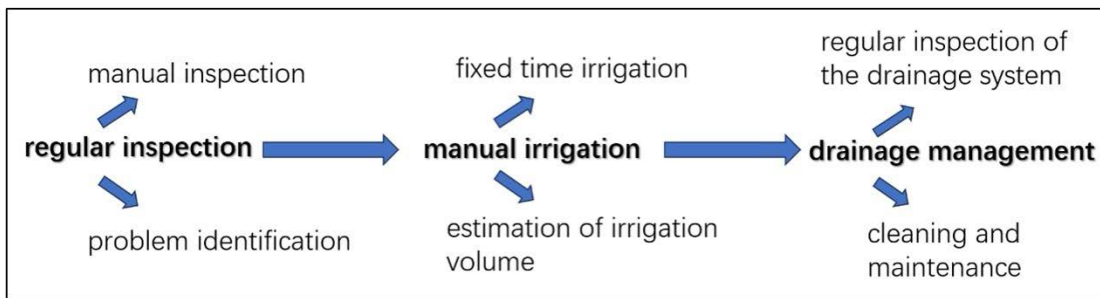 manual inspection
regular inspection
problem identification
fixed time irrigation
manual irrigation
estimation of irrigation
volume
regular inspection of
the drainage system
drainage management
cleaning and
maintenance